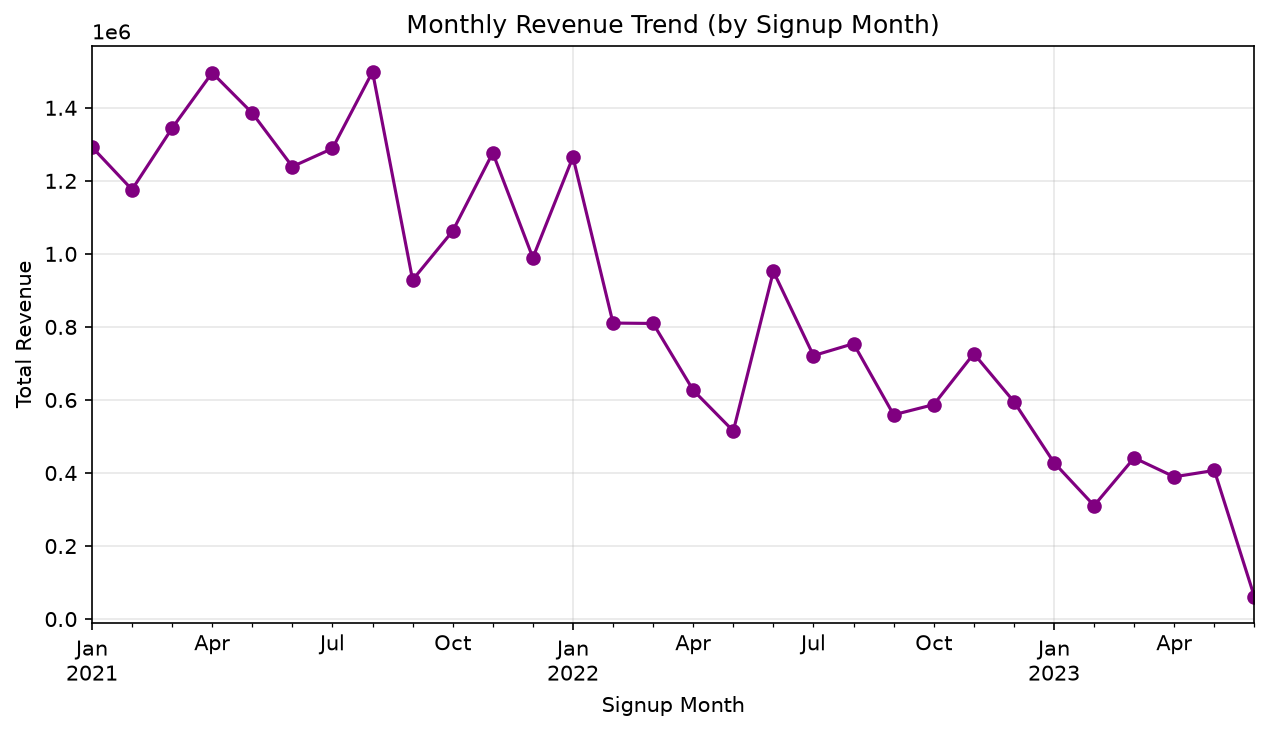 Monthly Revenue Trend (by Signup Month)
1e6
1.4
1.2
1.0
0.8
0.6
0.4
0.2
0.0
Total Revenue
Jan Apr Jul Oct Jan Apr Jul Oct Jan Apr
2021 2022 2023
Signup Month